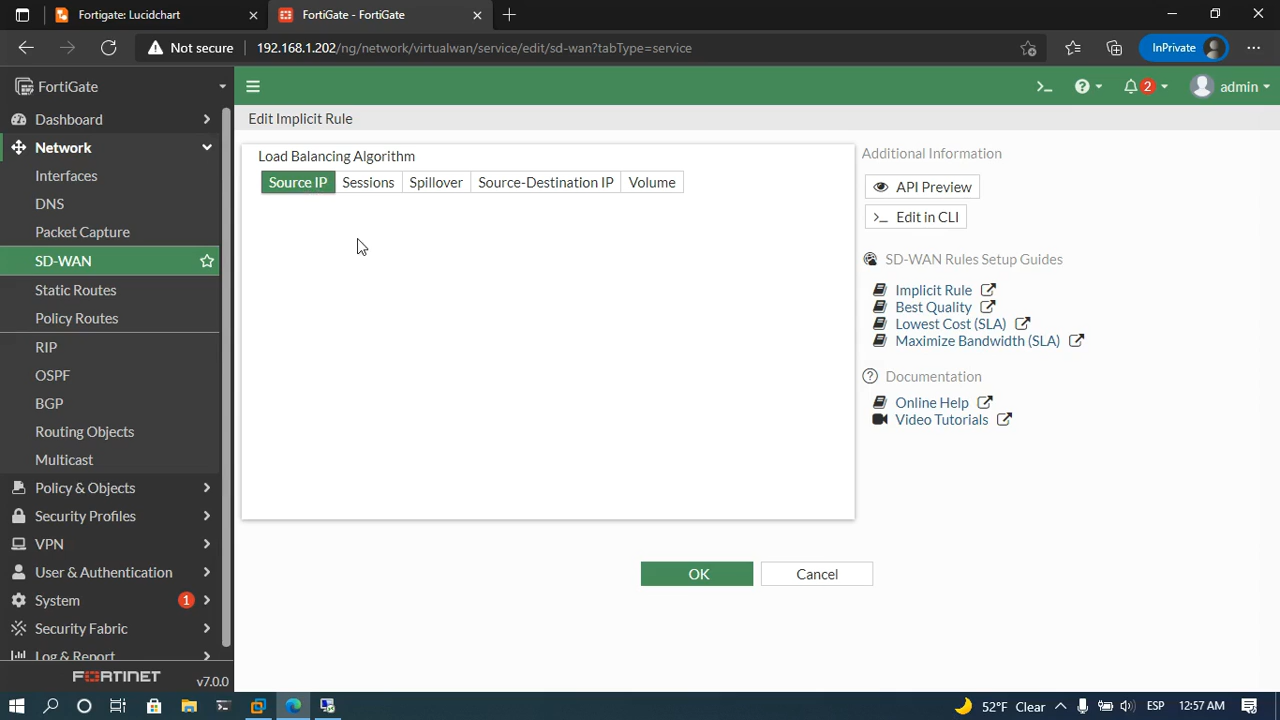 Fortigate: Lucidchart
FortiGate - FortiGate
Not secure
192.168.1.202/ng/network/virtualwan/service/edit/sd-wan?tabType=service
InPrivate
FortiGate
2
admin
Dashboard
Network
Interfaces
DNS
Packet Capture
SD-WAN
Static Routes
Policy Routes
RIP
OSPF
BGP
Routing Objects
Multicast
Policy & Objects
Security Profiles
VPN
User & Authentication
System
1
Security Fabric
Log & Report
FORTINET
v7.0.0
Edit Implicit Rule
Load Balancing Algorithm
Source IP
Sessions
Spillover
Source-Destination IP
Volume
OK
Cancel
Additional Information
API Preview
>_ Edit in CLI
SD-WAN Rules Setup Guides
Implicit Rule
Best Quality
Lowest Cost (SLA)
Maximize Bandwidth (SLA)
Documentation
Online Help
Video Tutorials
52°F Clear
ESP
12:57 AM